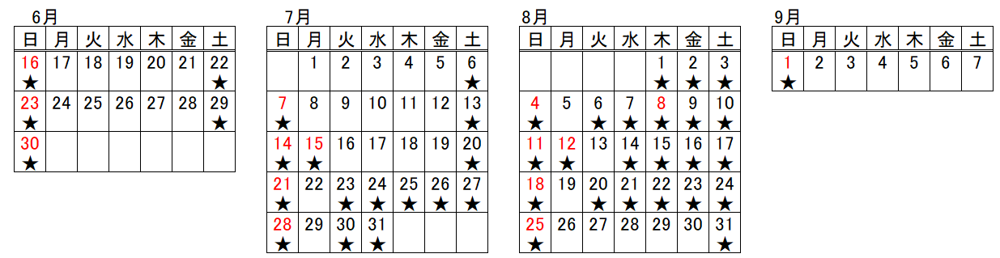 6月
日 月 火 水 木 金 土
16 17 18 19 20 21 22
★ ★
23 24 25 26 27 28 29
★ ★
30
★
7月
日 月 火 水 木 金 土
1 2 3 4 5 6
★
7 8 9 10 11 12 13
★ ★
14 15 16 17 18 19 20
★ ★ ★
21 22 23 24 25 26 27
★ ★ ★ ★ ★ ★
28 29 30 31
★ ★ ★
8月
日 月 火 水 木 金 土
1 2 3
★ ★ ★
4 5 6 7 8 9 10
★ ★ ★ ★ ★ ★
11 12 13 14 15 16 17
★ ★ ★ ★ ★ ★
18 19 20 21 22 23 24
★ ★ ★ ★ ★ ★
25 26 27 28 29 30 31
★ ★
9月
日 月 火 水 木 金 土
1 2 3 4 5 6 7
★